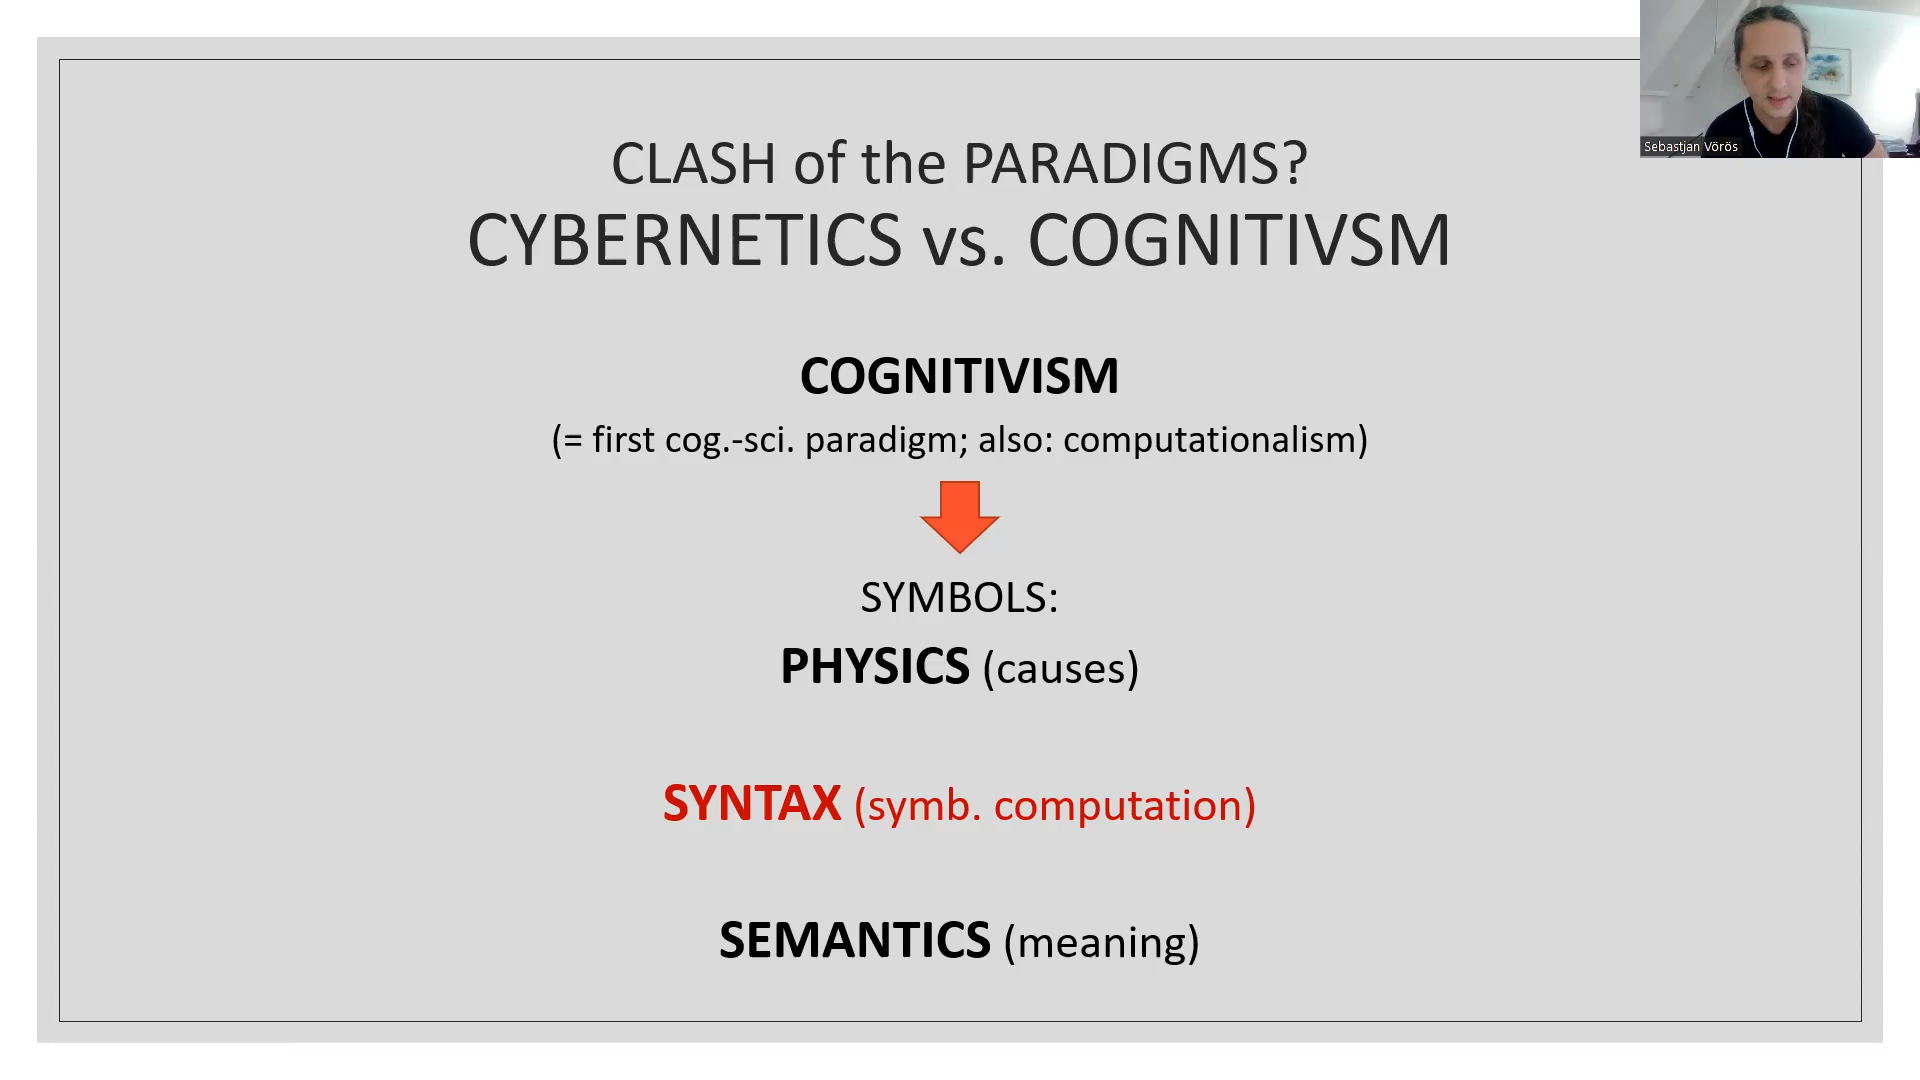 CLASH of the PARADIGMS?
CYBERNETICS vs. COGNITIVSM
COGNITIVISM
(= first cog.-sci. paradigm; also: computationalism)
SYMBOLS:
PHYSICS (causes)
SYNTAX (symb. computation)
SEMANTICS (meaning)
Sebastjan Vörös